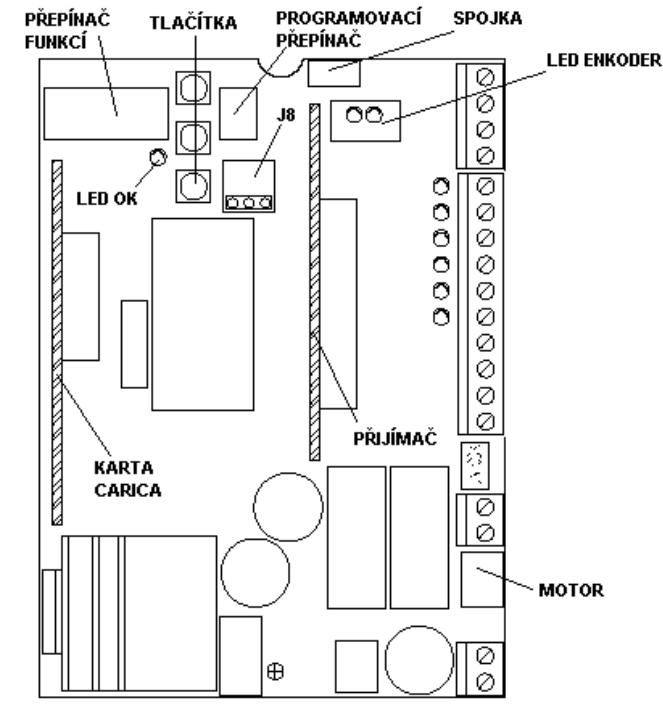 PŘEPÍNAČ
FUNKCÍ
TLAČÍTKA
PROGRAMOVACÍ
PŘEPÍNAČ
SPOJKA
LED ENKODER
J8
LED OK
PŘIJÍMAČ
KARTA
CARICA
MOTOR